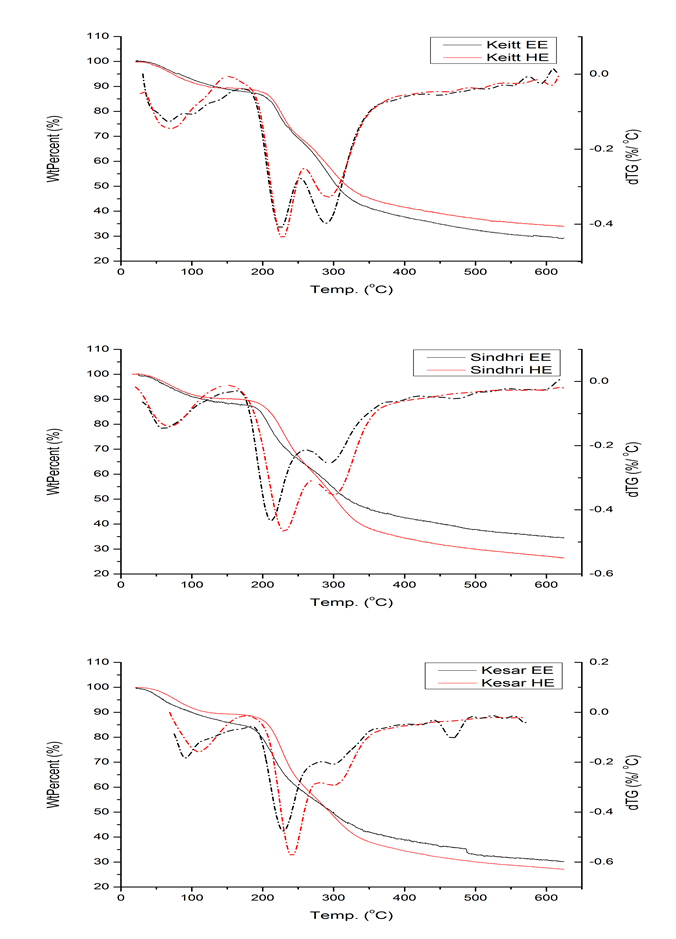 Keitt EE
Keitt HE
110
100
90
80
70
60
50
40
30
20
WtPercent (%)
0.0
-0.2
-0.4
dTG (%/°C)
0 100 200 300 400 500 600
Temp. (°C)
Sindhri EE
Sindhri HE
110
100
90
80
70
60
50
40
30
20
WtPercent (%)
0.0
-0.2
-0.4
-0.6
dTG (%/°C)
0 100 200 300 400 500 600
Temp. (°C)
Kesar EE
Kesar HE
110
100
90
80
70
60
50
40
30
20
WtPercent (%)
0.2
0.0
-0.2
-0.4
-0.6
dTG (%/°C)
0 100 200 300 400 500 600
Temp. (°C)